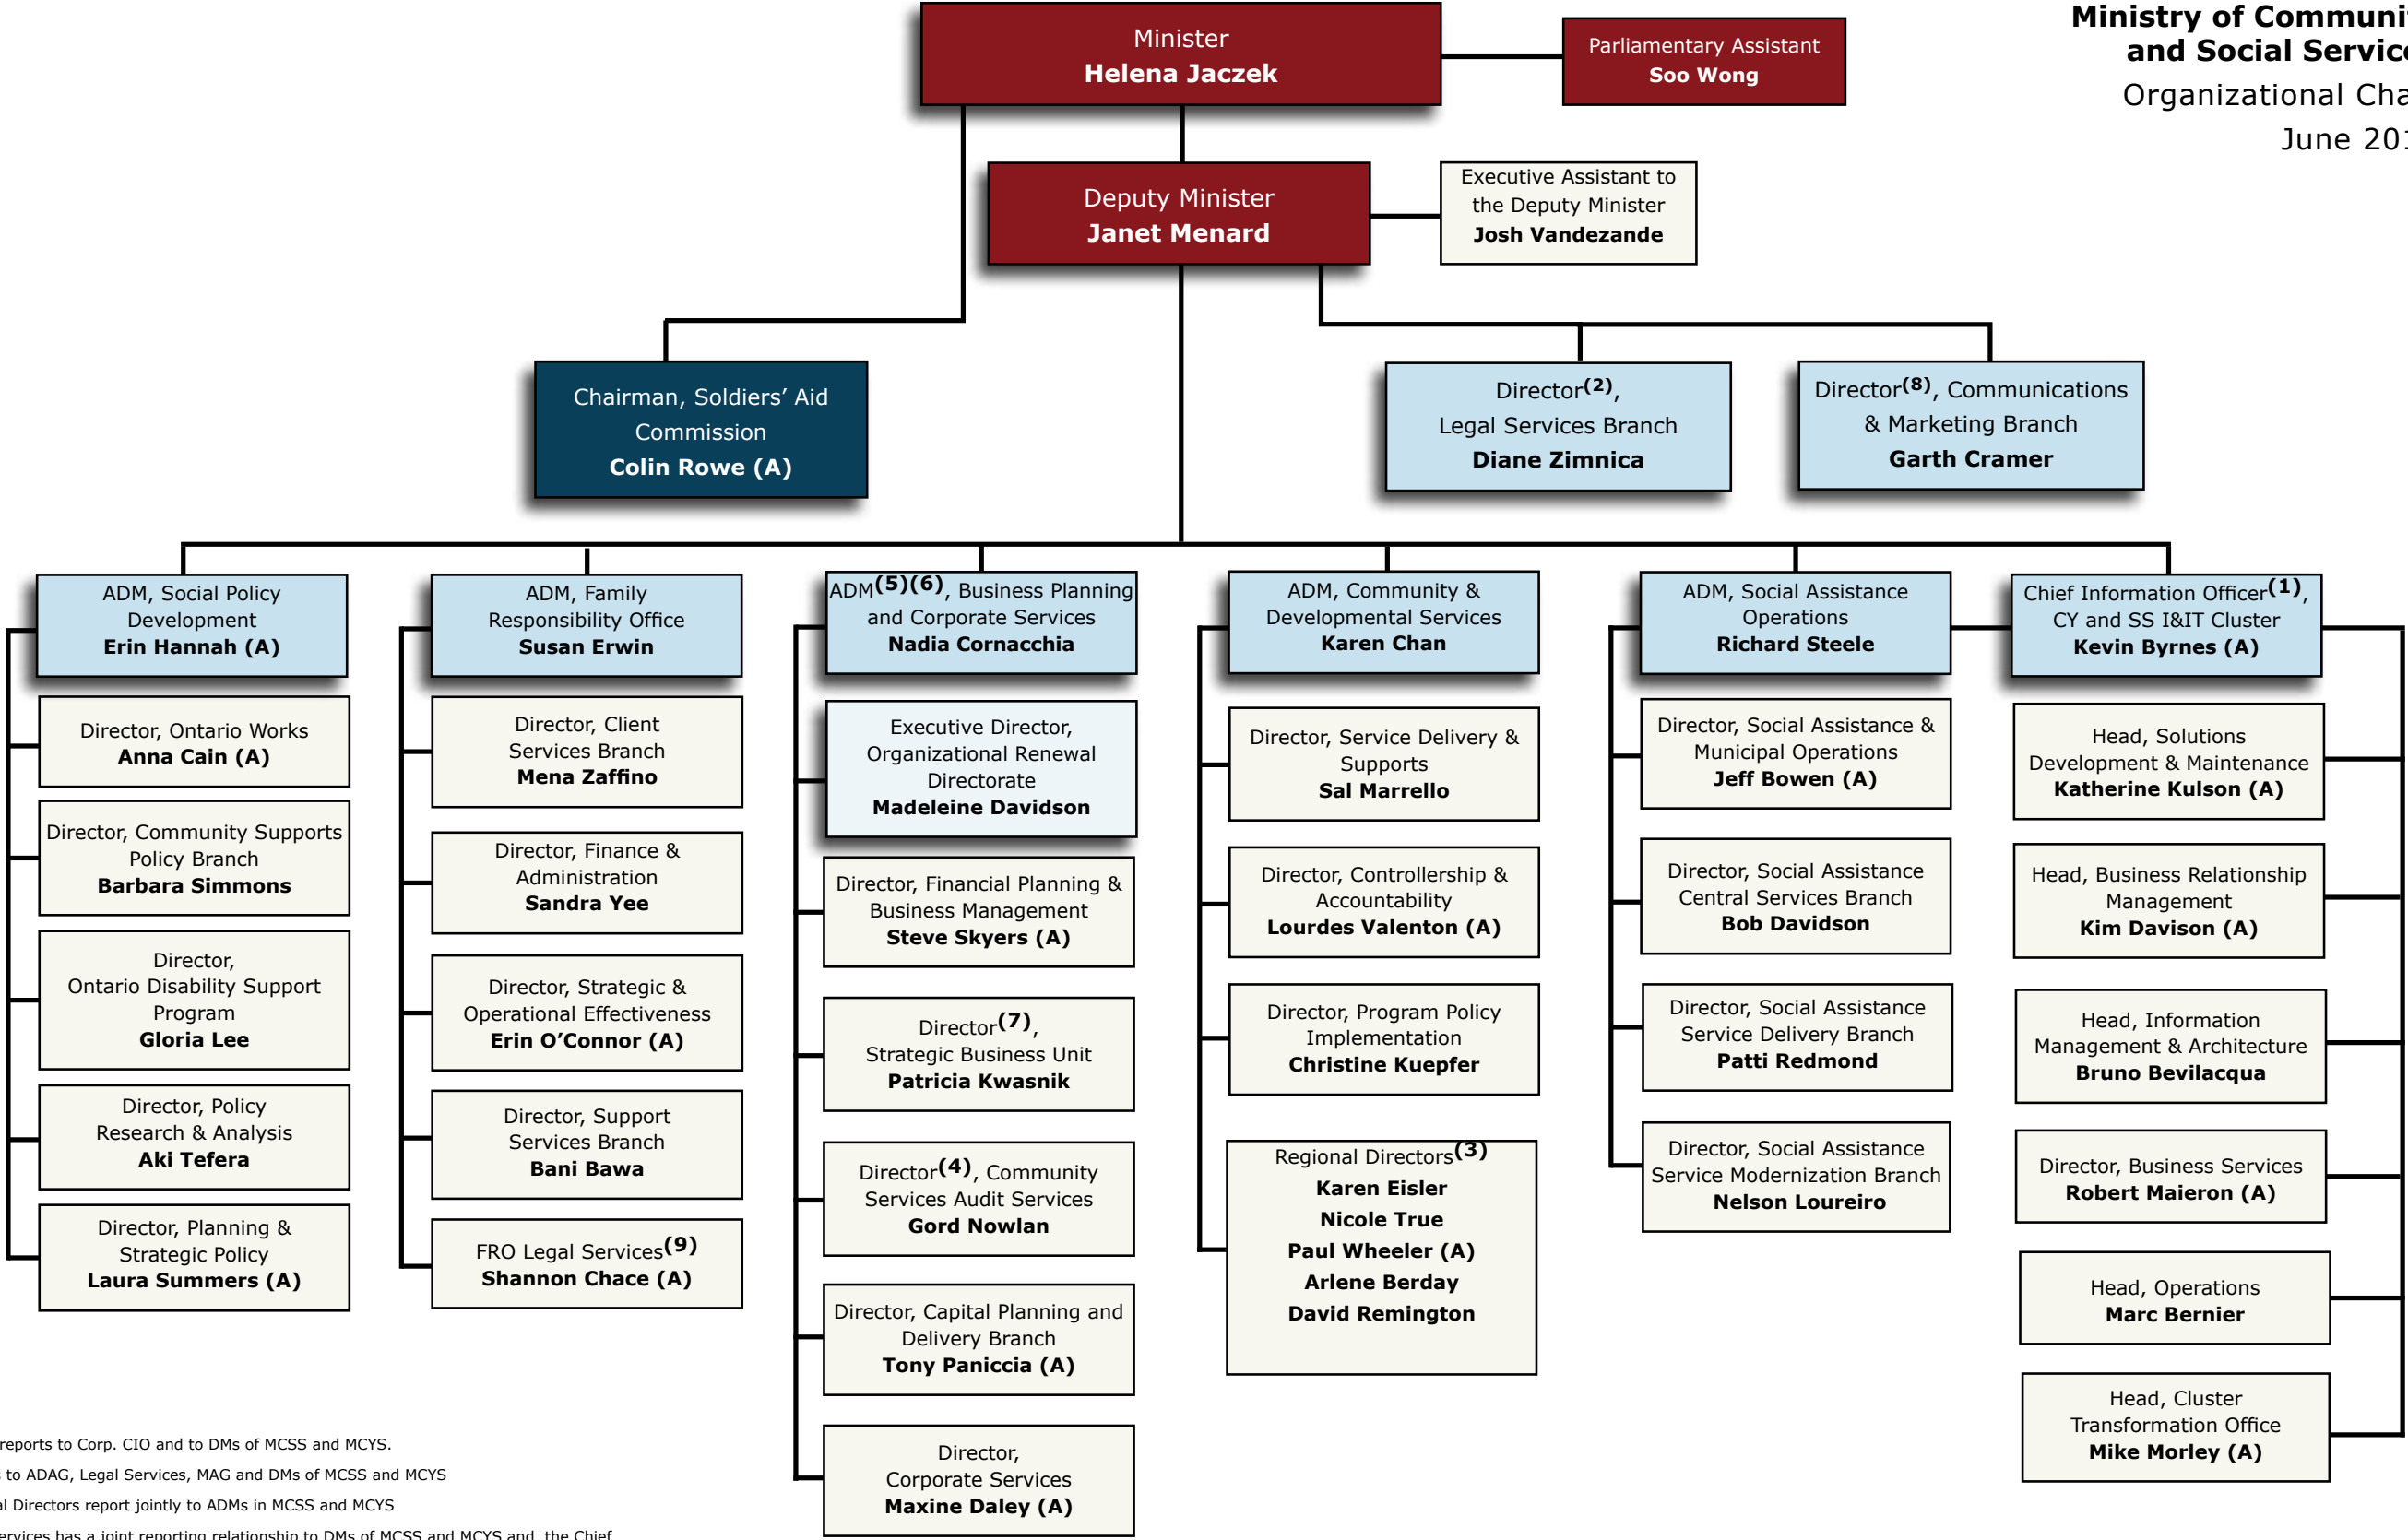 Minister
Helena Jaczek
Parliamentary Assistant
Soo Wong
Ministry of
and Social
Organizational
June
Deputy Minister
Janet Menard
Executive Assistant to
the Deputy Minister
Josh Vandezande
Chairman, Soldiers’ Aid
Commission
Colin Rowe (A)
Director(2),
Legal Services Branch
Diane Zimnica
Director(8), Communications
& Marketing Branch
Garth Cramer
ADM, Social Policy
Development
Erin Hannah (A)
Director, Ontario Works
Anna Cain (A)
Director, Community Supports
Policy Branch
Barbara Simmons
Director,
Ontario Disability Support
Program
Gloria Lee
Director, Policy
Research & Analysis
Aki Tefera
Director, Planning &
Strategic Policy
Laura Summers (A)
ADM, Family
Responsibility Office
Susan Erwin
Director, Client
Services Branch
Mena Zaffino
Director, Finance &
Administration
Sandra Yee
Director, Strategic &
Operational Effectiveness
Erin O’Connor (A)
Director, Support
Services Branch
Bani Bawa
FRO Legal Services(9)
Shannon Chace (A)
ADM(5)(6), Business Planning
and Corporate Services
Nadia Cornacchia
Executive Director,
Organizational Renewal
Directorate
Madeleine Davidson
Director, Financial Planning &
Business Management
Steve Skyers (A)
Director(7),
Strategic Business Unit
Patricia Kwasnik
Director(4), Community
Services Audit Services
Gord Nowlan
Director, Capital Planning and
Delivery Branch
Tony Paniccia (A)
Director,
Corporate Services
Maxine Daley (A)
ADM, Community &
Developmental Services
Karen Chan
Director, Service Delivery &
Supports
Sal Marrello
Director, Controllership &
Accountability
Lourdes Valenton (A)
Director, Program Policy
Implementation
Christine Kuepfer
Regional Directors(3)
Karen Eisler
Nicole True
Paul Wheeler (A)
Arlene Berday
David Remington
ADM, Social Assistance
Operations
Richard Steele
Director, Social Assistance &
Municipal Operations
Jeff Bowen (A)
Director, Social Assistance
Central Services Branch
Bob Davidson
Director, Social Assistance
Service Delivery Branch
Patti Redmond
Director, Social Assistance
Service Modernization Branch
Nelson Loureiro
Chief Information Officer(1),
CY and SS I&IT Cluster
Kevin Byrnes (A)
Head, Solutions
Development & Maintenance
Katherine Kulson (A)
Head, Business Relationship
Management
Kim Davison (A)
Head, Information
Management & Architecture
Bruno Bevilacqua
Director, Business Services
Robert Maieron (A)
Head, Operations
Marc Bernier
Head, Cluster
Transformation Office
Mike Morley (A)
reports to Corp. CIO and to DMs of MCSS and MCYS.
to ADAG, Legal Services, MAG and DMs of MCSS and MCYS
Directors report jointly to ADMs in MCSS and MCYS
has a joint reporting relationship to DMs of MCSS and MCYS and the Chief